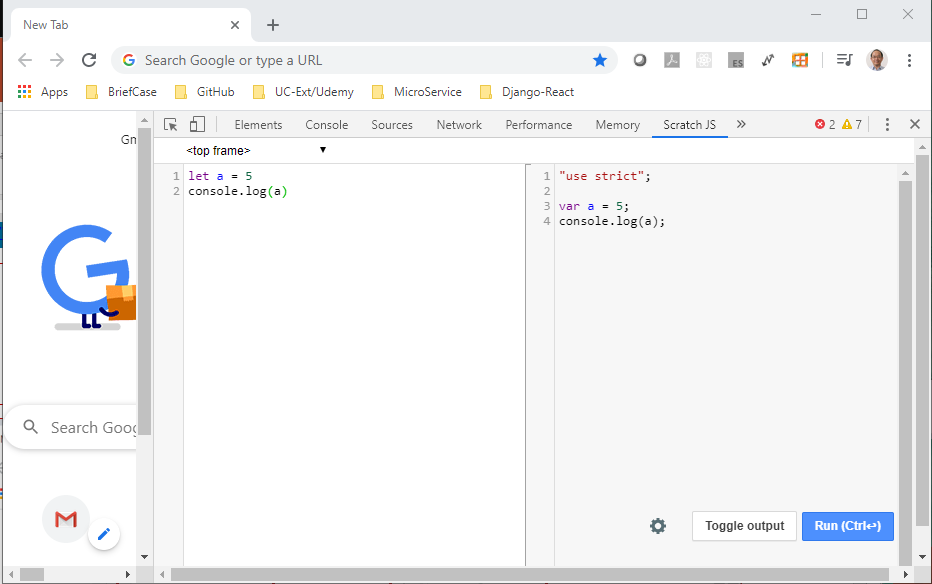 New Tab
Search Google or type a URL
ES
Apps BriefCase GitHub UC-Ext/Udemy MicroService Django-React
Gm
Elements Console Sources Network Performance Memory Scratch JS » 2 7
<top frame>
1 let a = 5
2 console.log(a)
1 "use strict";
2
3 var a = 5;
4 console.log(a);
Search Goog
Toggle output Run (Ctrl↵)